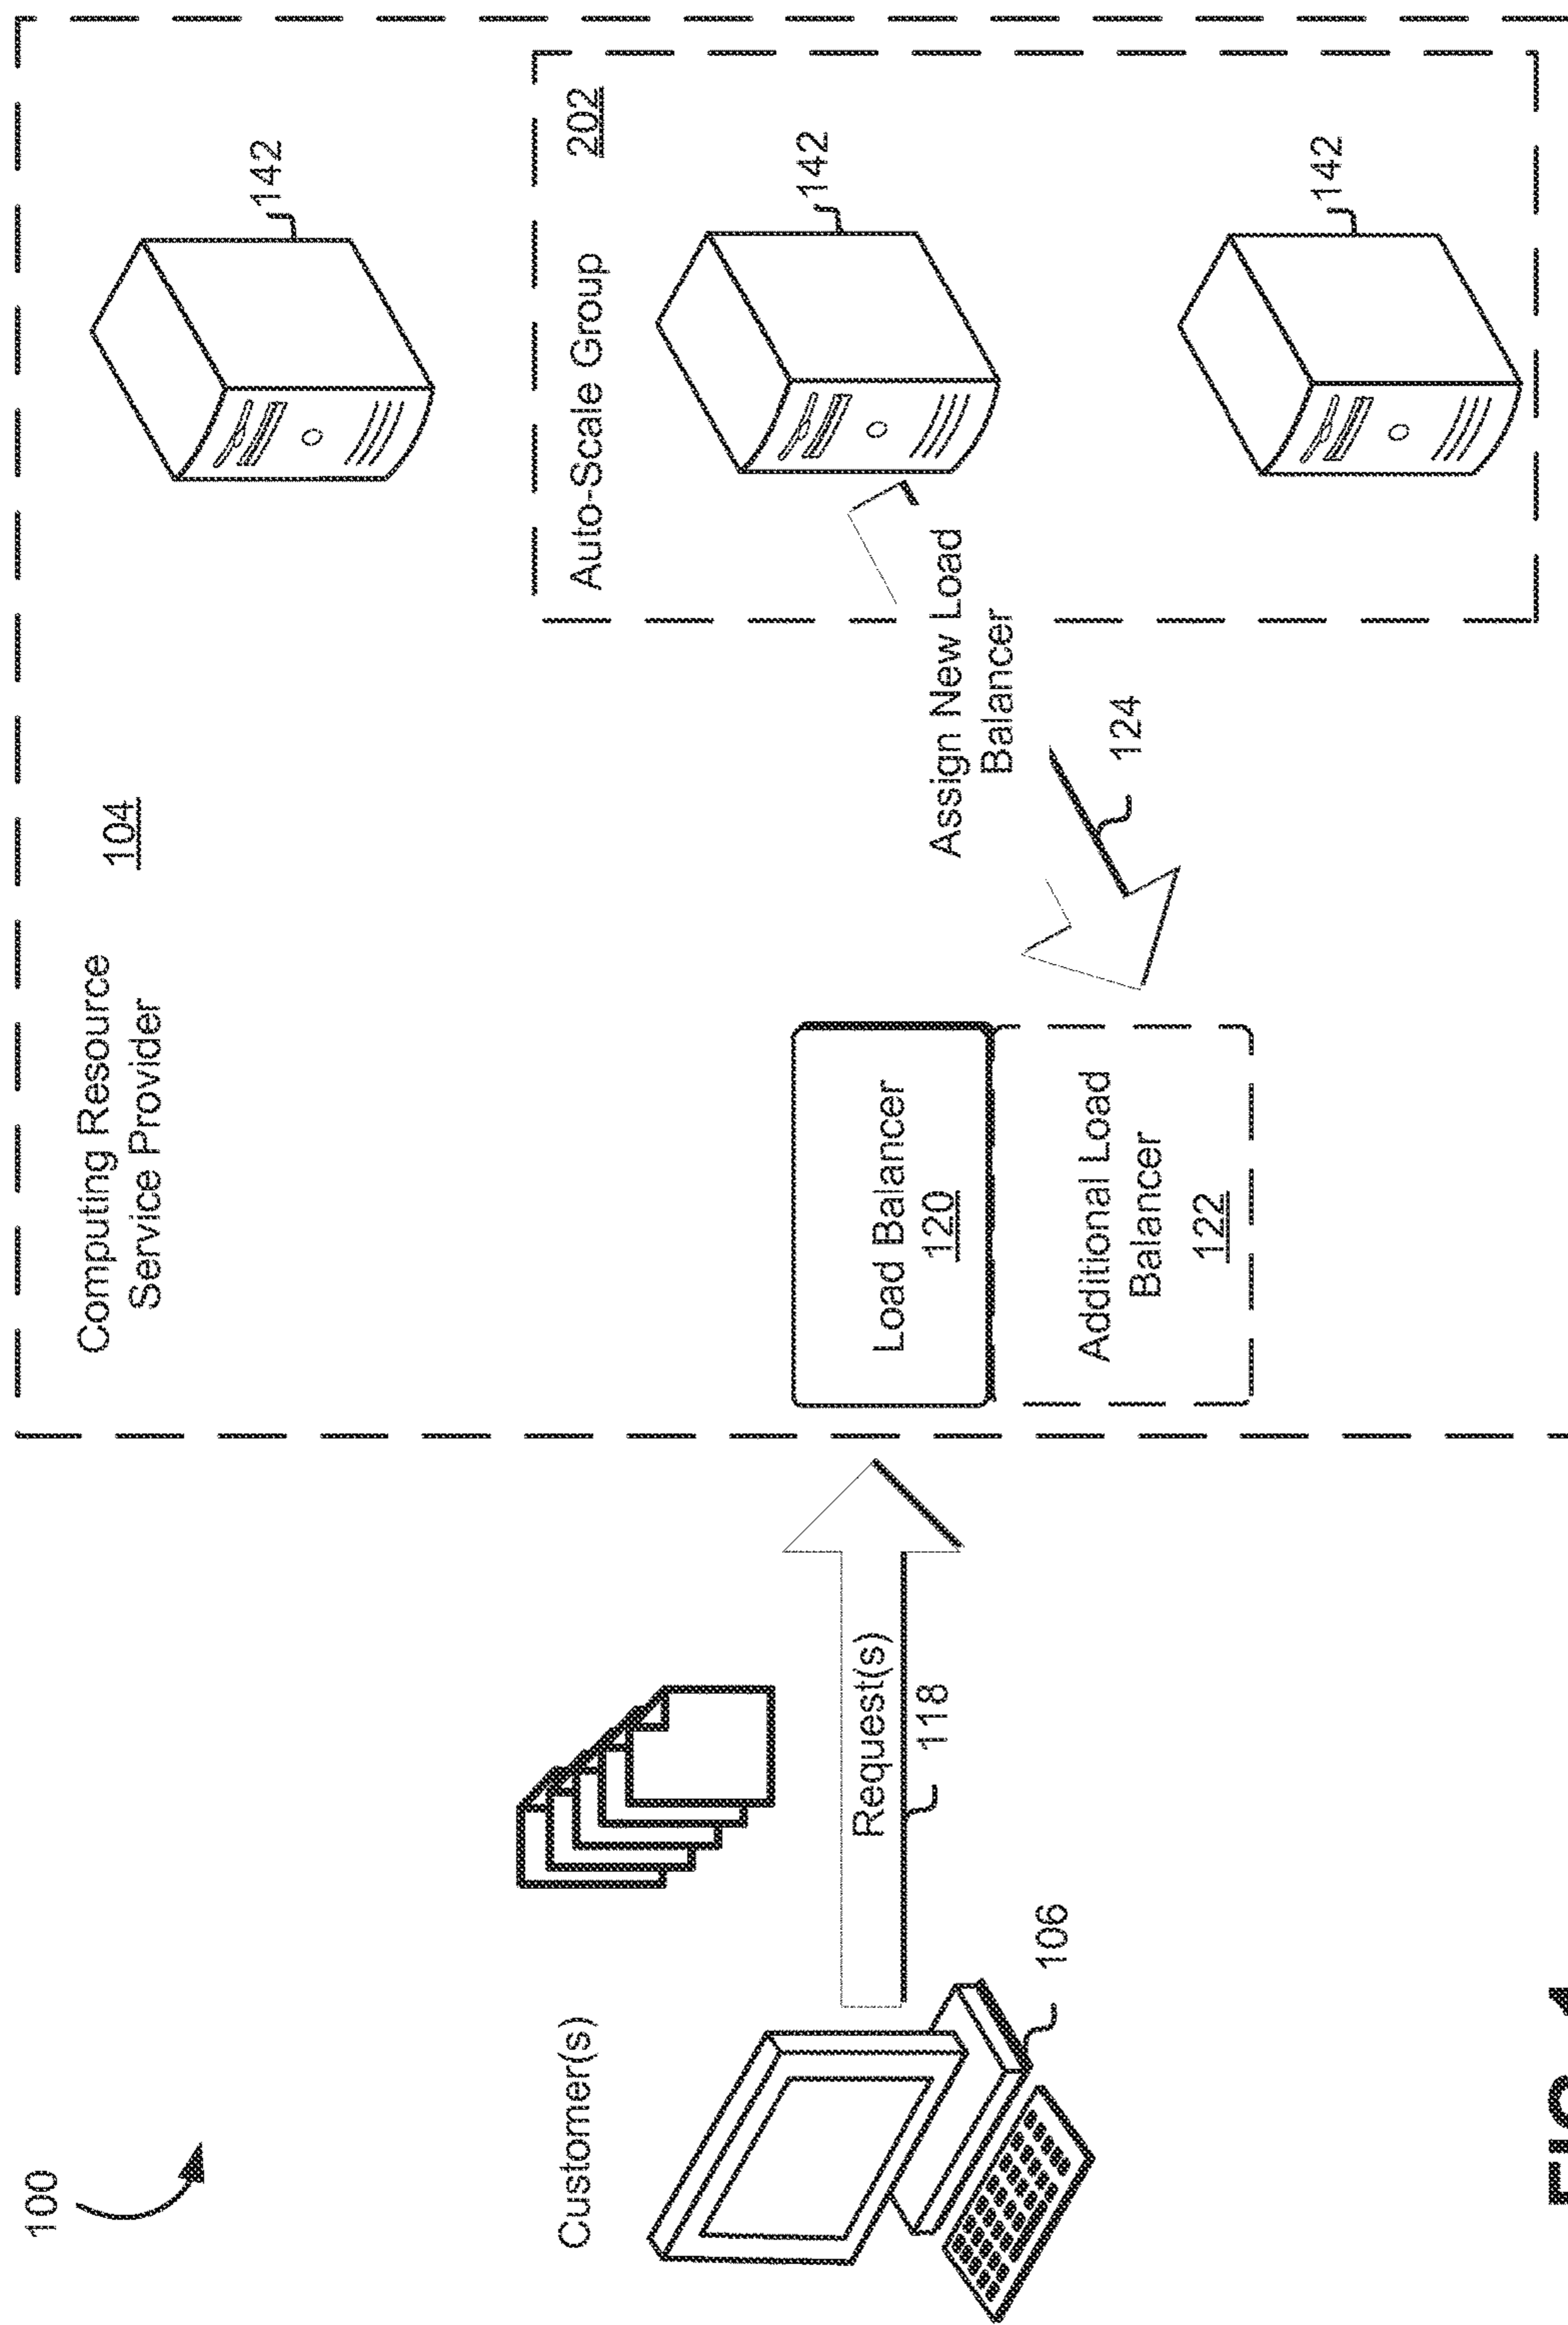 100
Computing Resource
Service Provider
104
142
Auto-Scale Group
202
142
142
Customer(s)
106
Request(s)
118
Load Balancer
120
Additional Load
Balancer
122
Assign New Load
Balancer
124